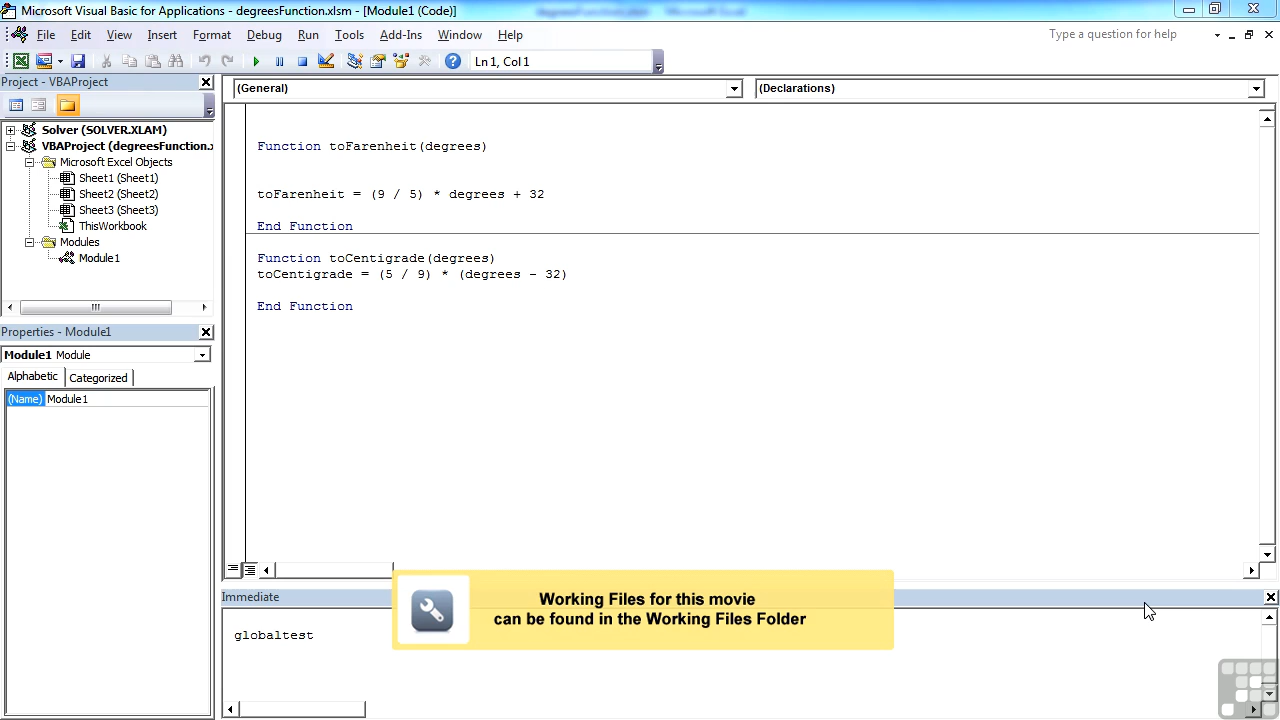 Microsoft Visual Basic for Applications - degreesFunction.xlsm - [Module1 (Code)]
File Edit View Insert Format Debug Run Tools Add-Ins Window Help
Type a question for help
Ln 1, Col 1
Project - VBAProject
(General)
(Declarations)
Solver (SOLVER.XLAM)
VBAProject (degreesFunction.x
Microsoft Excel Objects
Sheet1 (Sheet1)
Sheet2 (Sheet2)
Sheet3 (Sheet3)
ThisWorkbook
Modules
Module1
Function toFarenheit(degrees)
toFarenheit = (9 / 5) * degrees + 32
End Function
Function toCentigrade(degrees)
toCentigrade = (5 / 9) * (degrees - 32)
End Function
Properties - Module1
Module1 Module
Alphabetic Categorized
(Name) Module1
Immediate
globaltest
Working Files for this movie
can be found in the Working Files Folder